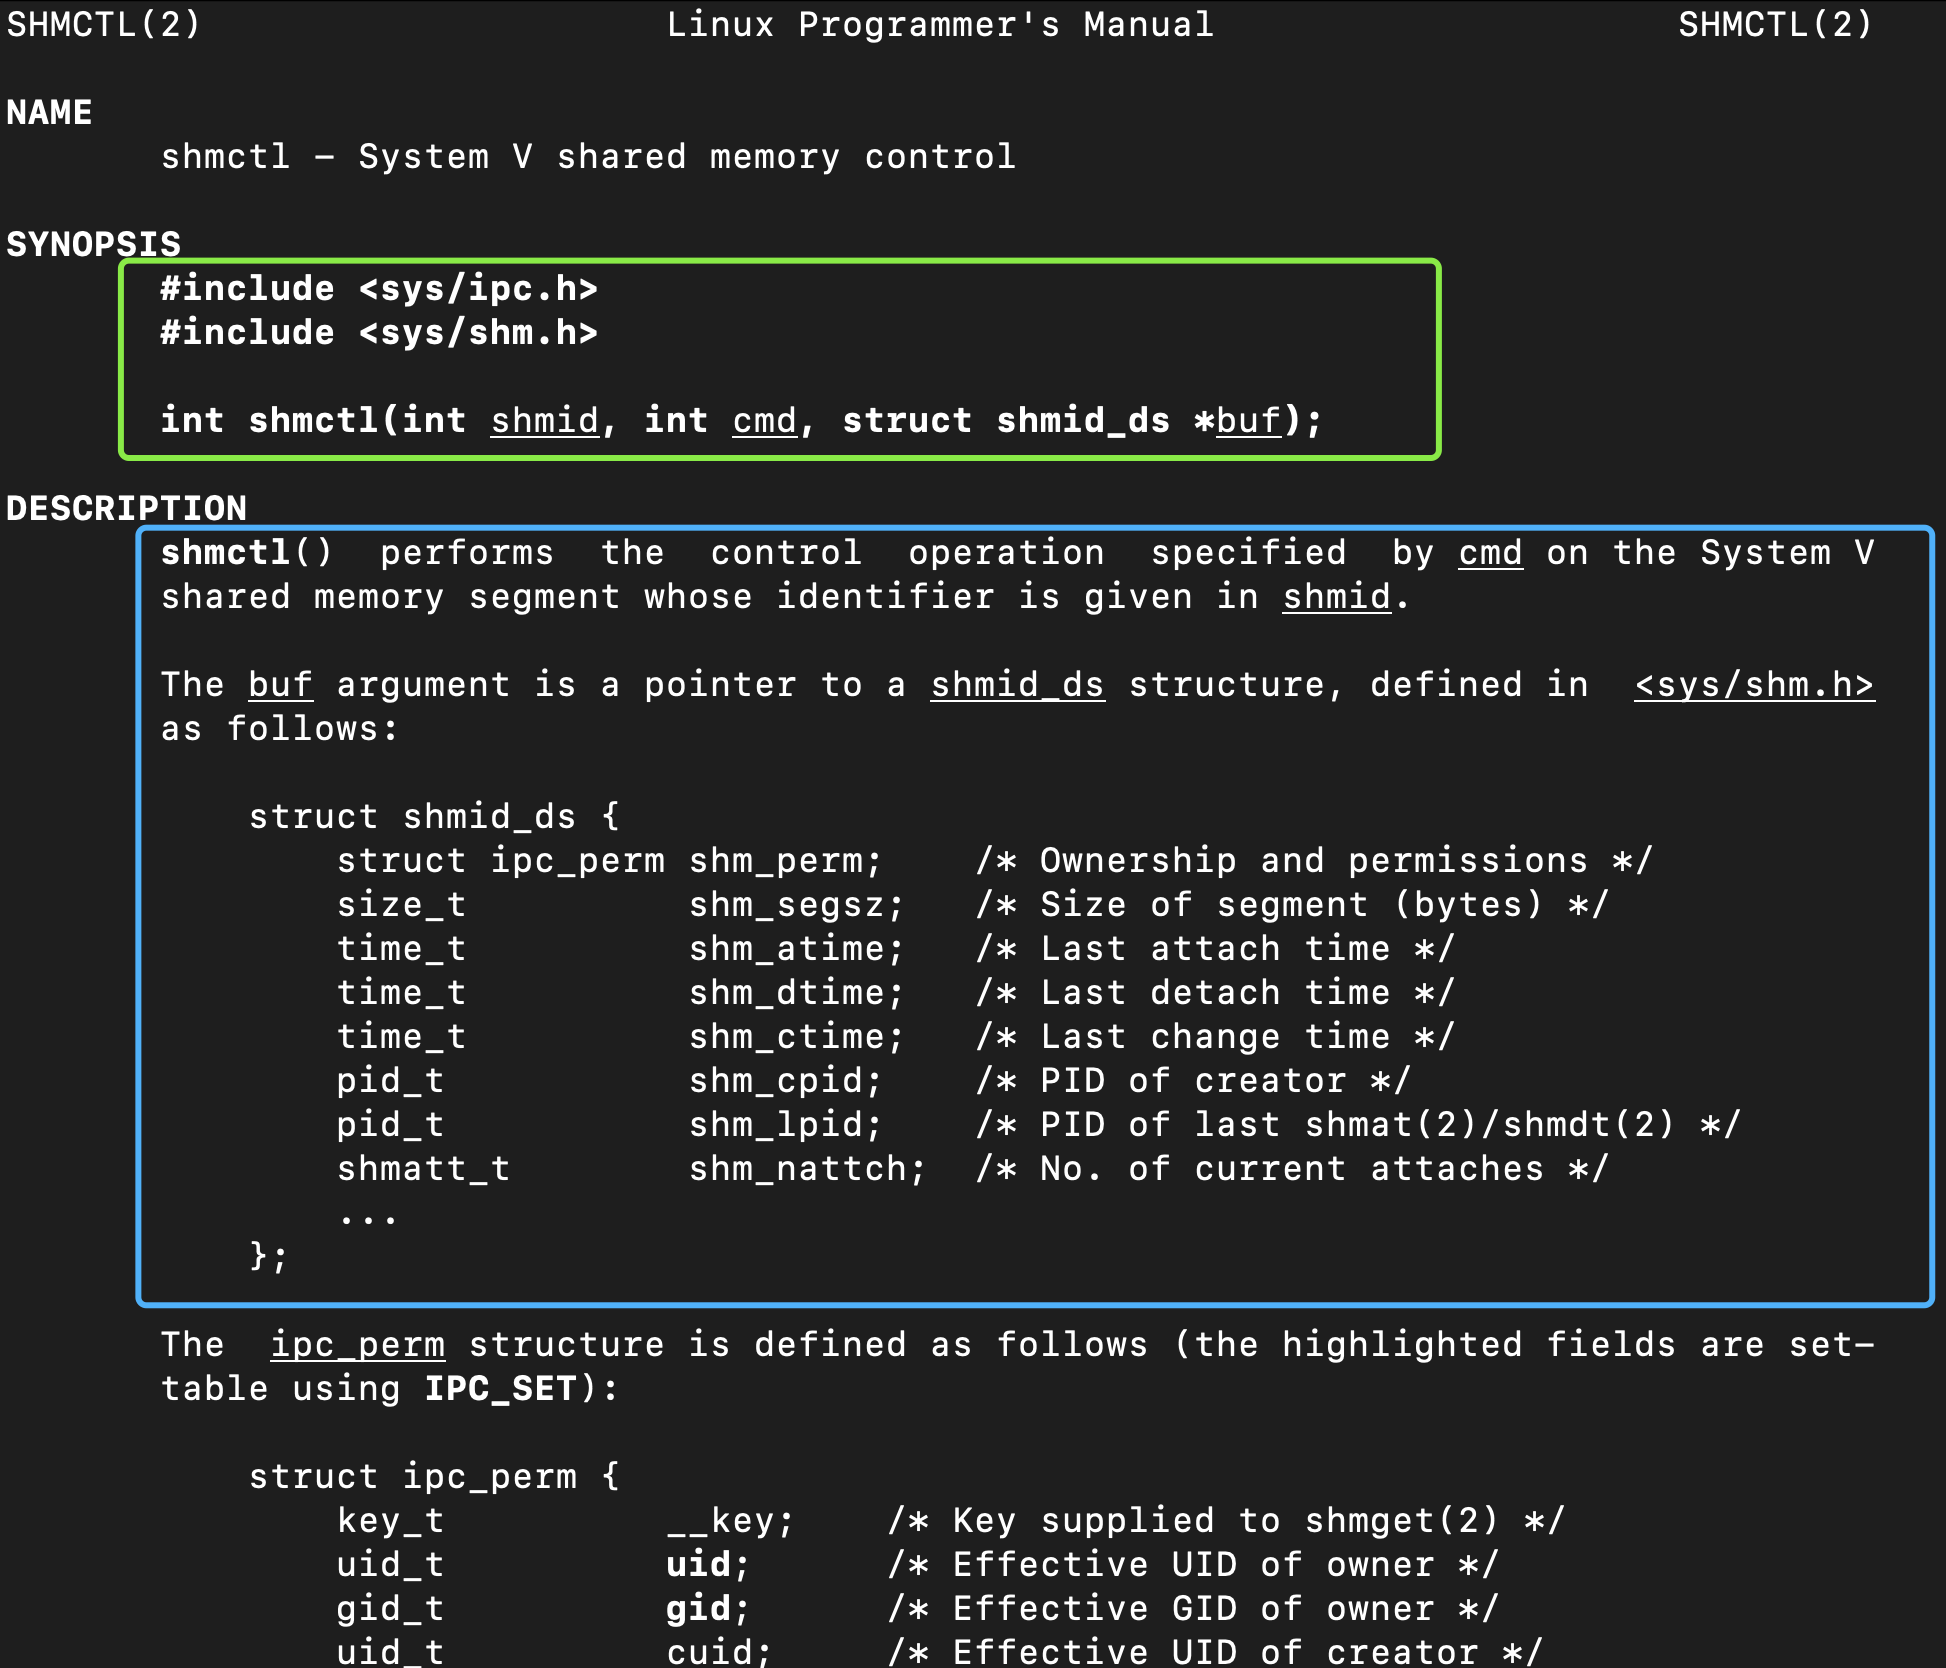 SHMCTL(2) Linux Programmer's Manual SHMCTL(2)
NAME
shmctl – System V shared memory control
SYNOPSIS
#include <sys/ipc.h>
#include <sys/shm.h>
int shmctl(int shmid, int cmd, struct shmid_ds *buf);
DESCRIPTION
shmctl() performs the control operation specified by cmd on the System V
shared memory segment whose identifier is given in shmid.
The buf argument is a pointer to a shmid_ds structure, defined in <sys/shm.h>
as follows:
struct shmid_ds {
struct ipc_perm shm_perm; /* Ownership and permissions */
size_t shm_segsz; /* Size of segment (bytes) */
time_t shm_atime; /* Last attach time */
time_t shm_dtime; /* Last detach time */
time_t shm_ctime; /* Last change time */
pid_t shm_cpid; /* PID of creator */
pid_t shm_lpid; /* PID of last shmat(2)/shmdt(2) */
shmatt_t shm_nattch; /* No. of current attaches */
...
};
The ipc_perm structure is defined as follows (the highlighted fields are set–
table using IPC_SET):
struct ipc_perm {
key_t __key; /* Key supplied to shmget(2) */
uid_t uid; /* Effective UID of owner */
gid_t gid; /* Effective GID of owner */
uid_t cuid; /* Effective UID of creator */